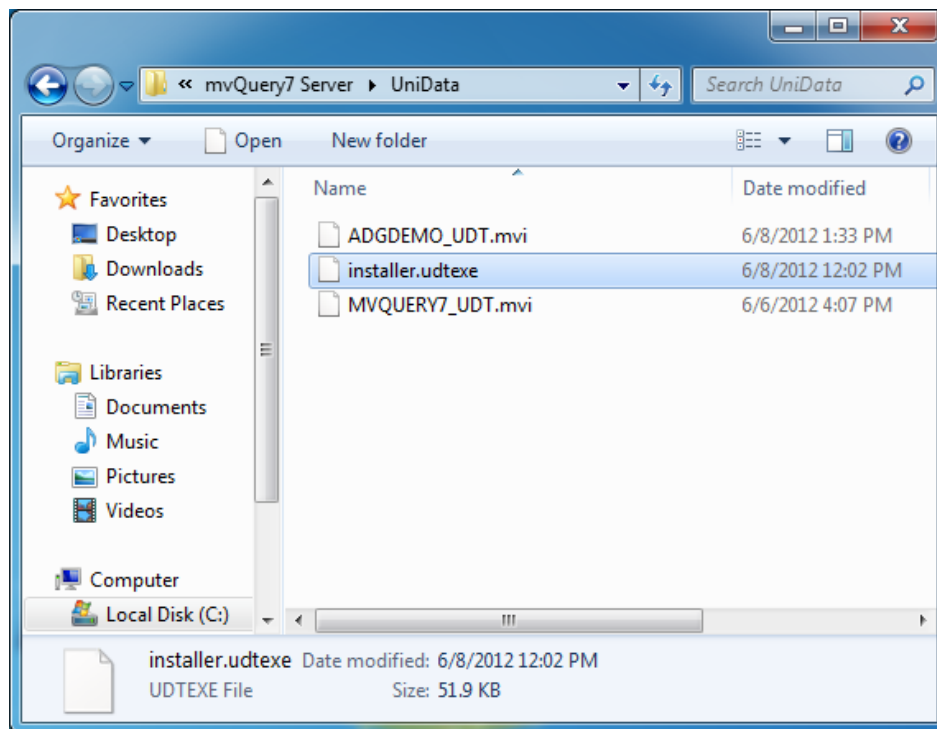 « mvQuery7 Server ▸ UniData
Search UniData
Organize
Open
New folder
Favorites
Desktop
Downloads
Recent Places
Libraries
Documents
Music
Pictures
Videos
Computer
Local Disk (C:)
Name
Date modified
ADGDEMO_UDT.mvi 6/8/2012 1:33 PM
installer.udtexe 6/8/2012 12:02 PM
MVQUERY7_UDT.mvi 6/6/2012 4:07 PM
installer.udtexe Date modified: 6/8/2012 12:02 PM
UDTEXE File Size: 51.9 KB